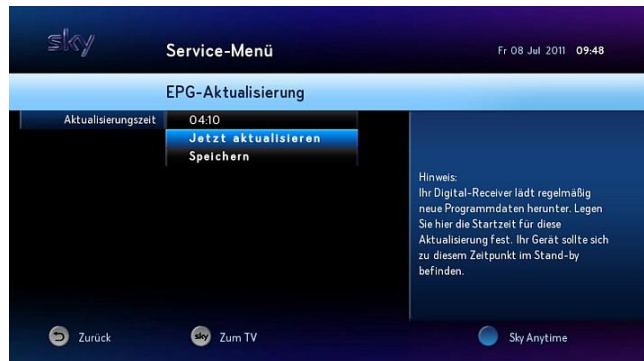 sky
Service-Menü
Fr 08 Jul 2011 09:48
EPG-Aktualisierung
Aktualisierungszeit 04:10
Jetzt aktualisieren
Speichern
Hinweis:
Ihr Digital-Receiver lädt regelmäßig
neue Programmdaten herunter. Legen
Sie hier die Startzeit für diese
Aktualisierung fest. Ihr Gerät sollte sich
zu diesem Zeitpunkt im Stand-by
befinden.
Zurück
sky Zum TV
Sky Anytime